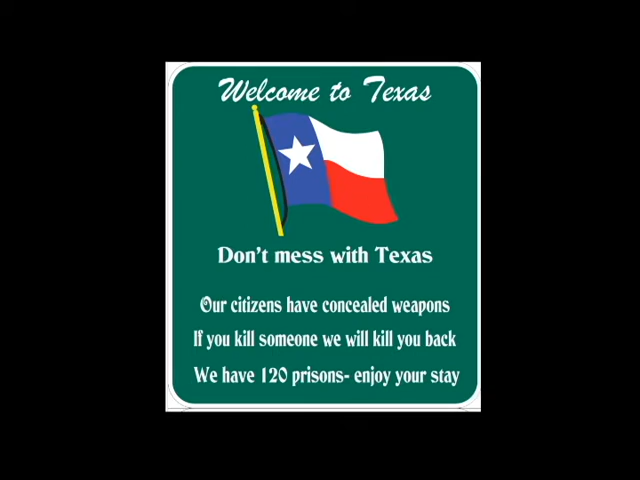 Welcome to Texas
Don't mess with Texas
Our citizens have concealed weapons
If you kill someone we will kill you back
We have 120 prisons- enjoy your stay